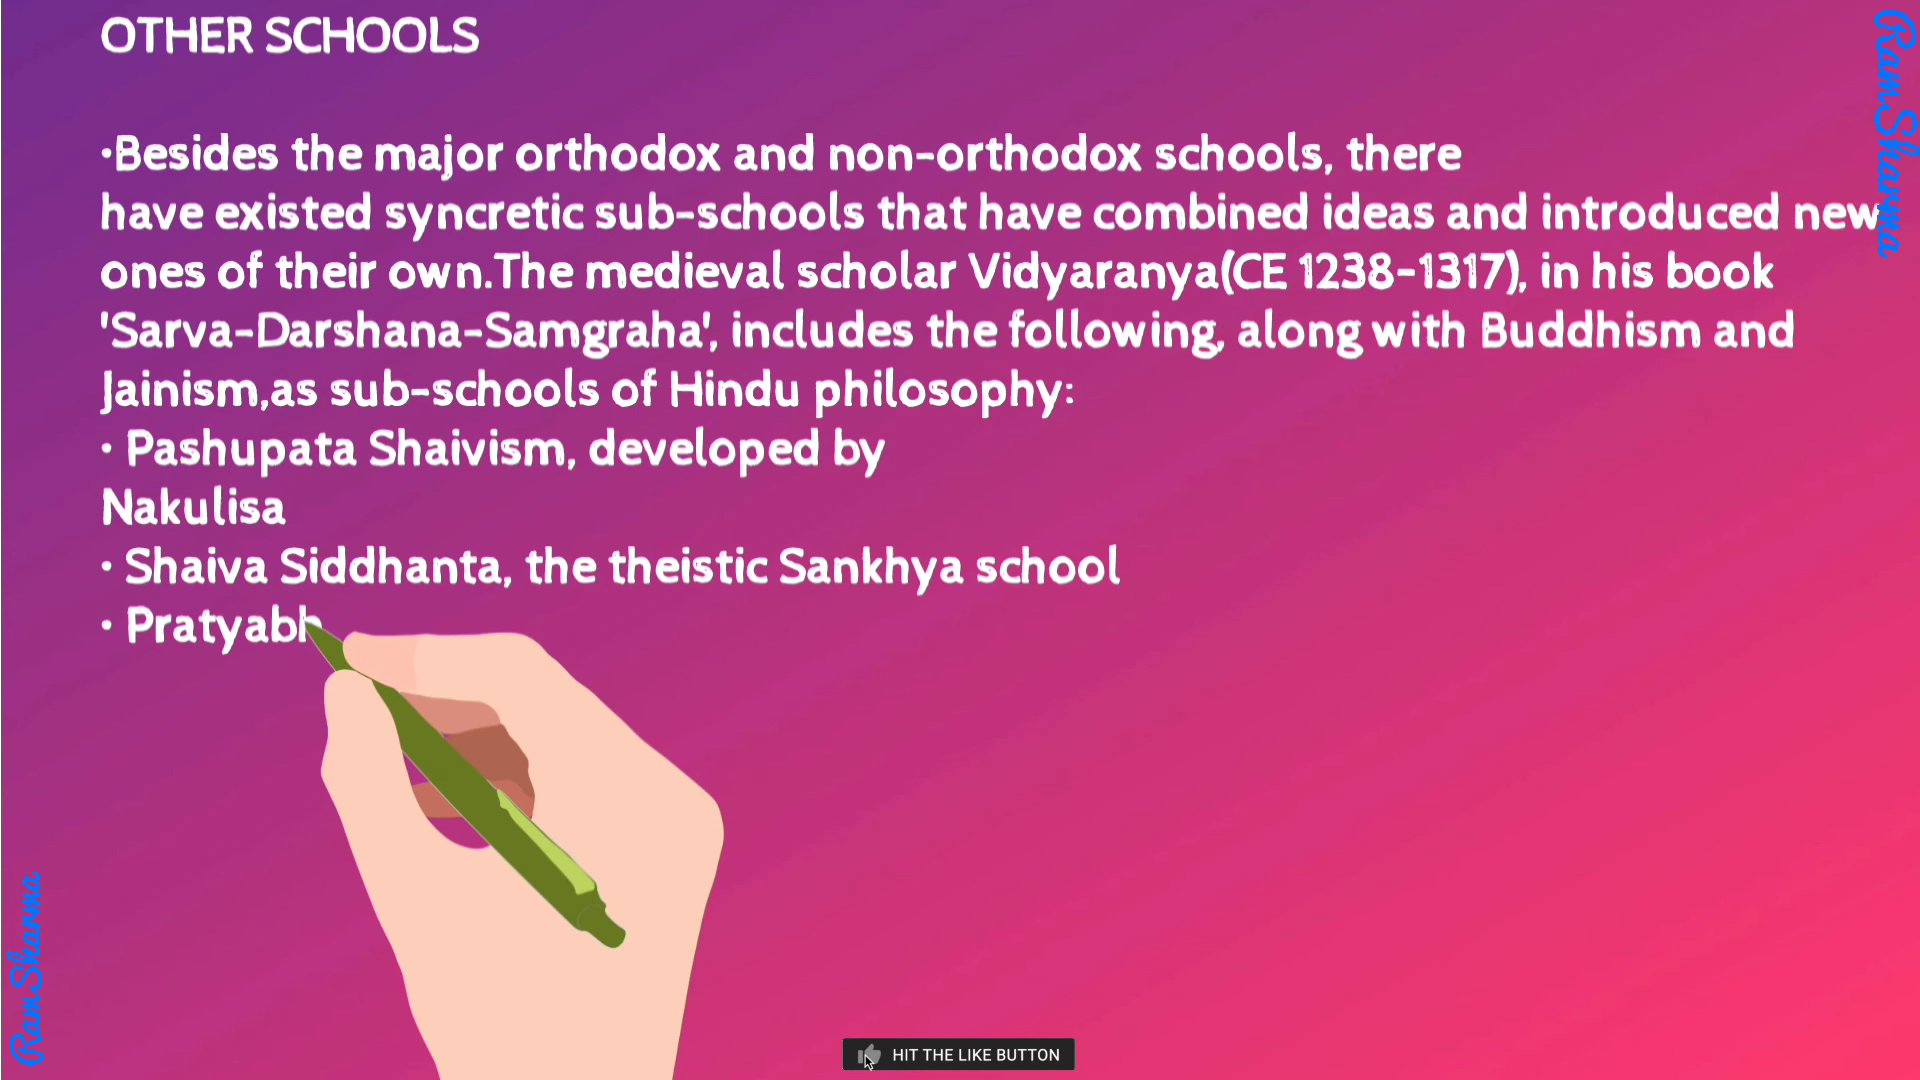 OTHER SCHOOLS
•Besides the major orthodox and non-orthodox schools, there
have existed syncretic sub-schools that have combined ideas and introduced new
ones of their own.The medieval scholar Vidyaranya(CE 1238-1317), in his book
'Sarva-Darshana-Samgraha', includes the following, along with Buddhism and
Jainism,as sub-schools of Hindu philosophy:
• Pashupata Shaivism, developed by
Nakulisa
• Shaiva Siddhanta, the theistic Sankhya school
• Pratyabh
RamSharma
RamSharma
HIT THE LIKE BUTTON